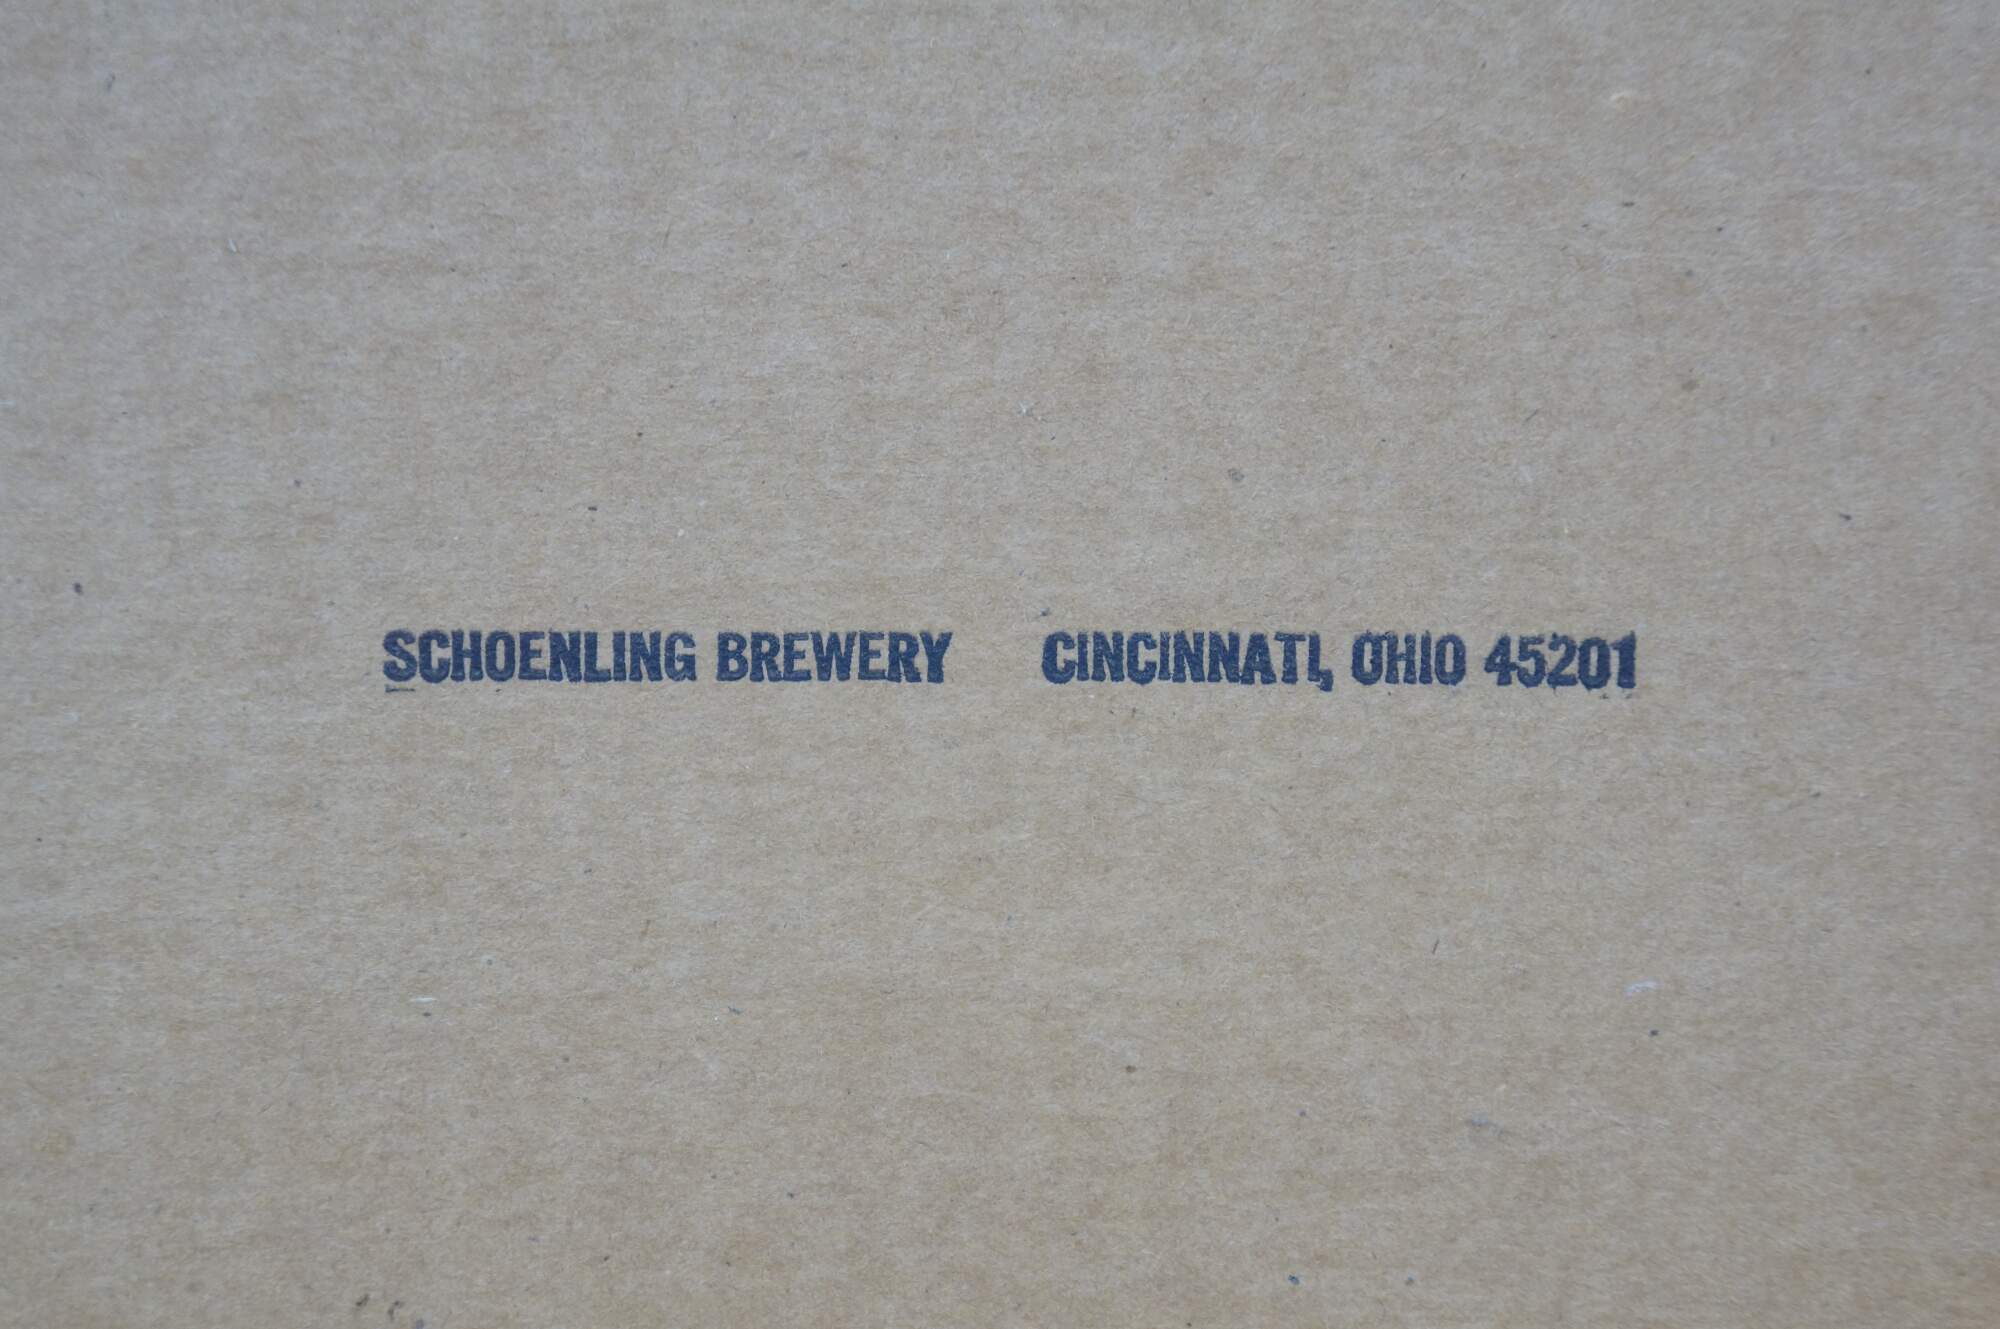 SCHOENLING BREWERY CINCINNATI, OHIO 45201